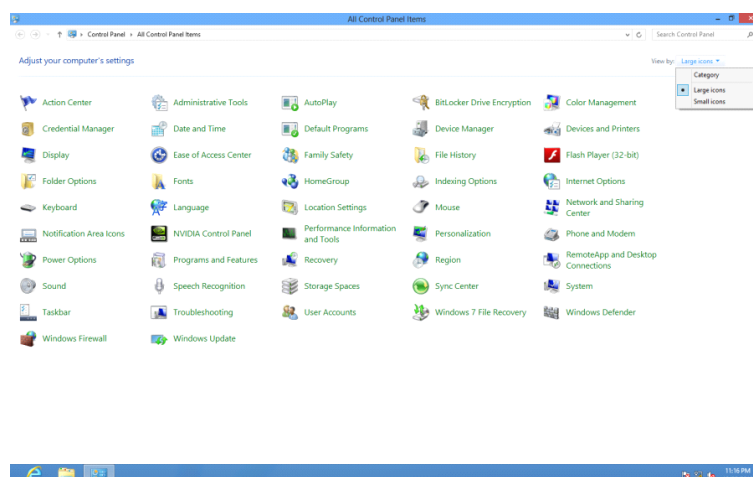 All Control Panel Items
Control Panel All Control Panel Items
Search Control Panel
Adjust your computer's settings
View by: Large icons
Category
Large icons
Small icons
Action Center
Administrative Tools
AutoPlay
BitLocker Drive Encryption
Color Management
Credential Manager
Date and Time
Default Programs
Device Manager
Devices and Printers
Display
Ease of Access Center
Family Safety
File History
Flash Player (32-bit)
Folder Options
Fonts
HomeGroup
Indexing Options
Internet Options
Keyboard
Language
Location Settings
Mouse
Network and Sharing
Center
Notification Area Icons
NVIDIA Control Panel
Performance Information
and Tools
Personalization
Phone and Modem
Power Options
Programs and Features
Recovery
Region
RemoteApp and Desktop
Connections
Sound
Speech Recognition
Storage Spaces
Sync Center
System
Taskbar
Troubleshooting
User Accounts
Windows 7 File Recovery
Windows Defender
Windows Firewall
Windows Update
11:16 PM